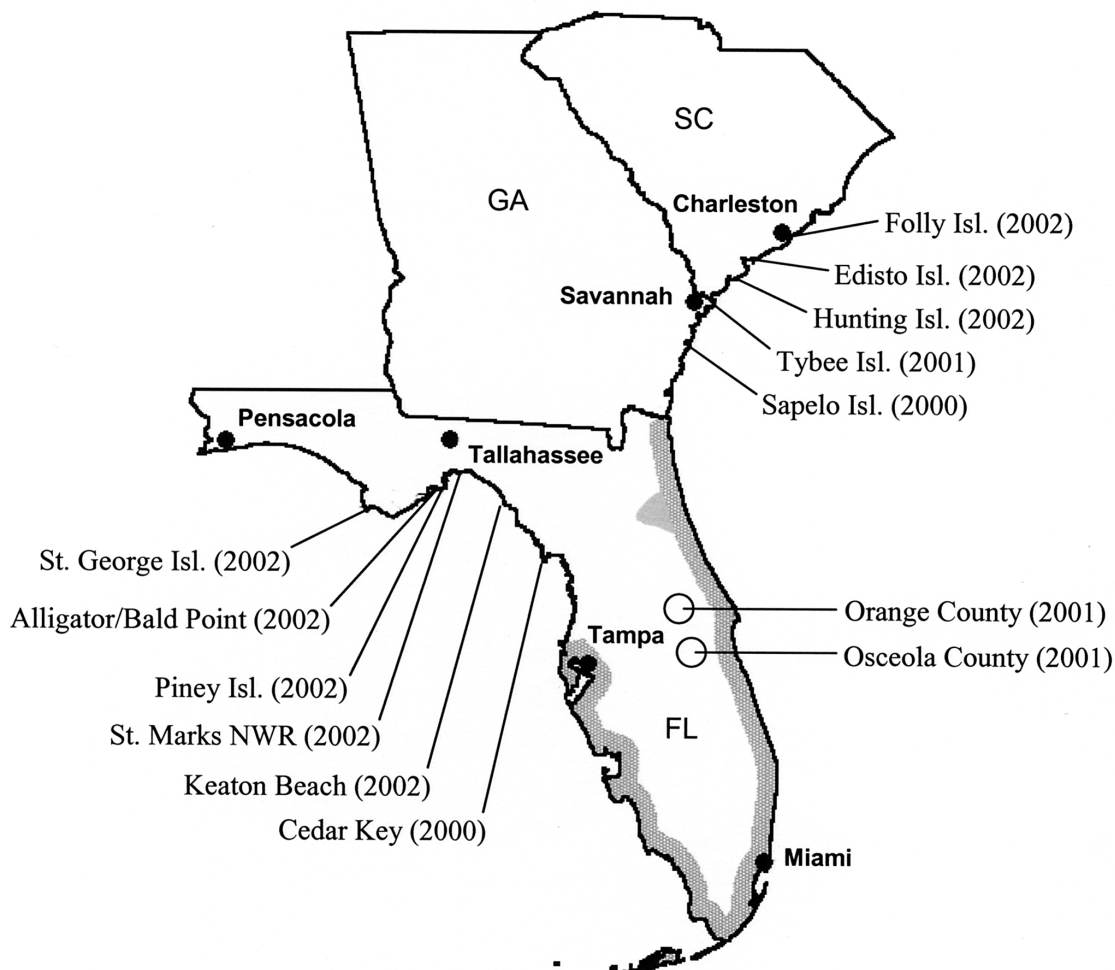 SC
GA
Charleston
Folly Isl. (2002)
Edisto Isl. (2002)
Savannah
Hunting Isl. (2002)
Tybee Isl. (2001)
Sapelo Isl. (2000)
Pensacola
Tallahassee
St. George Isl. (2002)
Alligator/Bald Point (2002)
Orange County (2001)
Tampa
Osceola County (2001)
Piney Isl. (2002)
St. Marks NWR (2002)
FL
Keaton Beach (2002)
Cedar Key (2000)
Miami